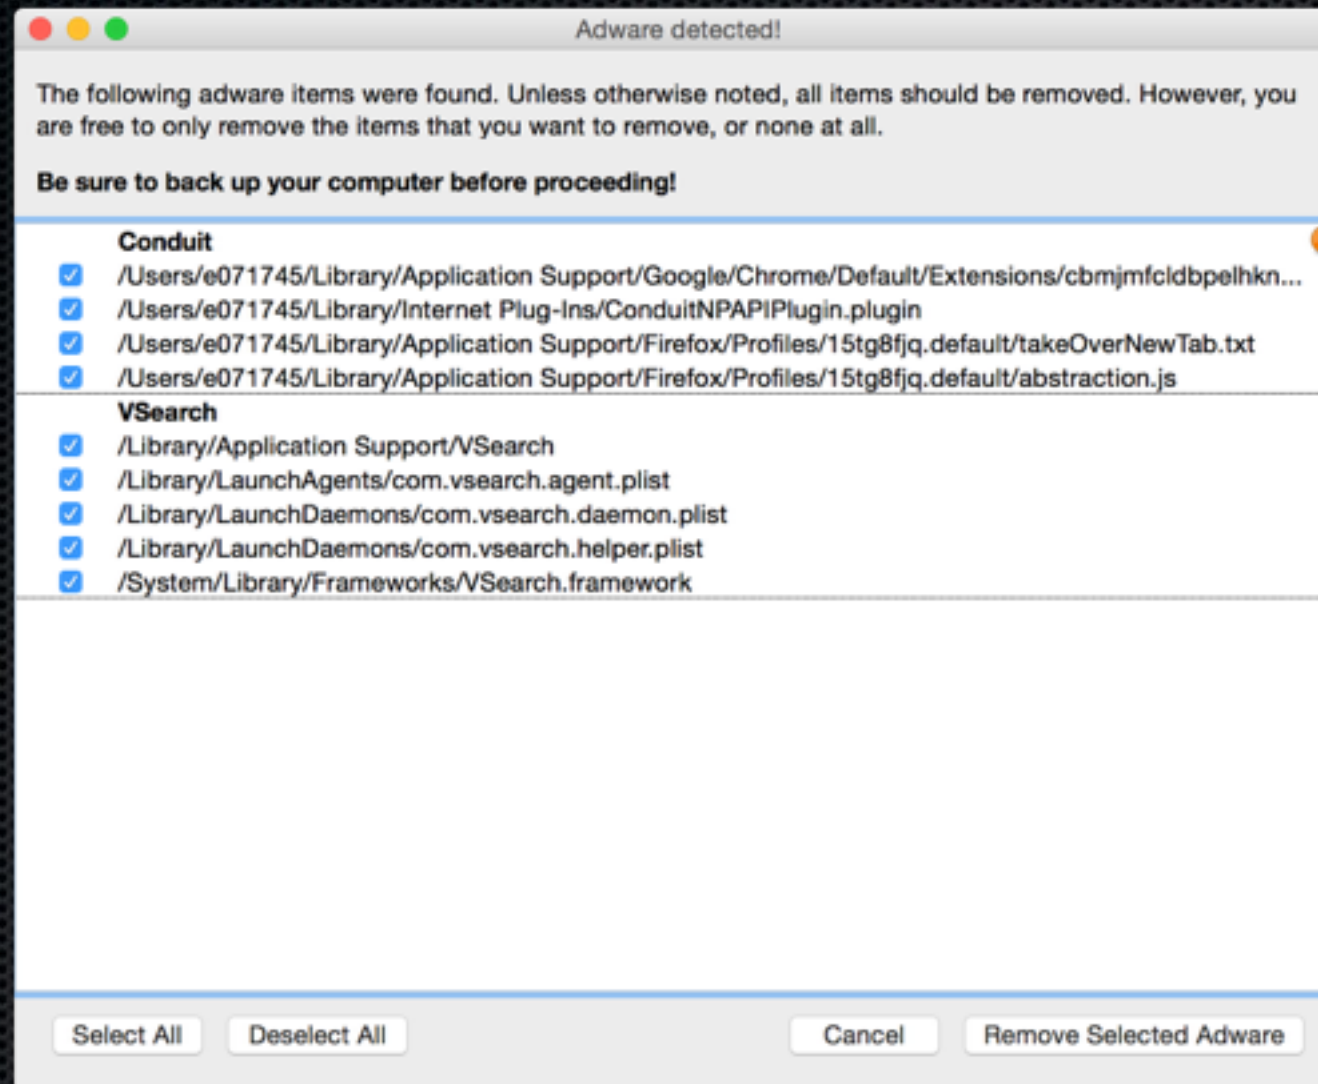 Adware detected!
The following adware items were found. Unless otherwise noted, all items should be removed. However, you
are free to only remove the items that you want to remove, or none at all.
Be sure to back up your computer before proceeding!
Conduit
/Users/e071745/Library/Application Support/Google/Chrome/Default/Extensions/cbmjmfcldbpelhkn...
/Users/e071745/Library/Internet Plug-Ins/ConduitNPAPIPlugin.plugin
/Users/e071745/Library/Application Support/Firefox/Profiles/15tg8fjq.default/takeOverNewTab.txt
/Users/e071745/Library/Application Support/Firefox/Profiles/15tg8fjq.default/abstraction.js
VSearch
/Library/Application Support/VSearch
/Library/LaunchAgents/com.vsearch.agent.plist
/Library/LaunchDaemons/com.vsearch.daemon.plist
/Library/LaunchDaemons/com.vsearch.helper.plist
/System/Library/Frameworks/VSearch.framework
Select All Deselect All Cancel Remove Selected Adware